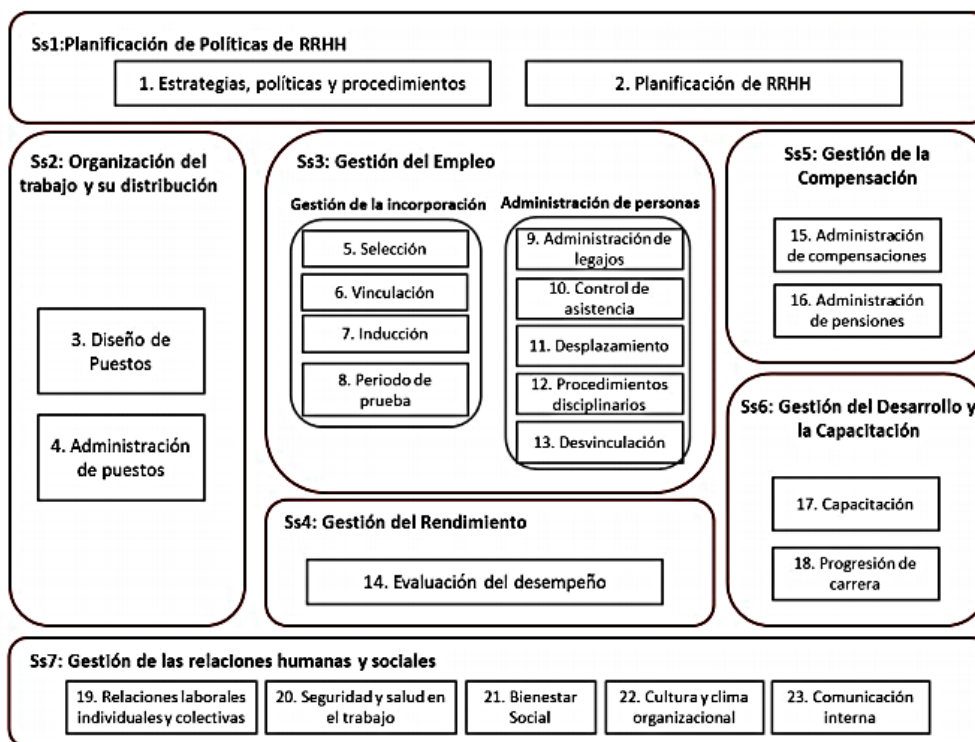 Ss1:Planificación de Políticas de RRHH
1. Estrategias, políticas y procedimientos
2. Planificación de RRHH
Ss2: Organización del
trabajo y su distribución
3. Diseño de
Puestos
4. Administración
de puestos
Ss3: Gestión del Empleo
Gestión de la incorporación
5. Selección
6. Vinculación
7. Inducción
8. Periodo de
prueba
Administración de personas
9. Administración de
legajos
10. Control de
asistencia
11. Desplazamiento
12. Procedimientos
disciplinarios
13. Desvinculación
Ss4: Gestión del Rendimiento
14. Evaluación del desempeño
Ss5: Gestión de la
Compensación
15. Administración
de compensaciones
16. Administración
de pensiones
Ss6: Gestión del Desarrollo y
la Capacitación
17. Capacitación
18. Progresión de
carrera
Ss7: Gestión de las relaciones humanas y sociales
19. Relaciones laborales
individuales y colectivas
20. Seguridad y salud en
el trabajo
21. Bienestar
Social
22. Cultura y clima
organizacional
23. Comunicación
interna